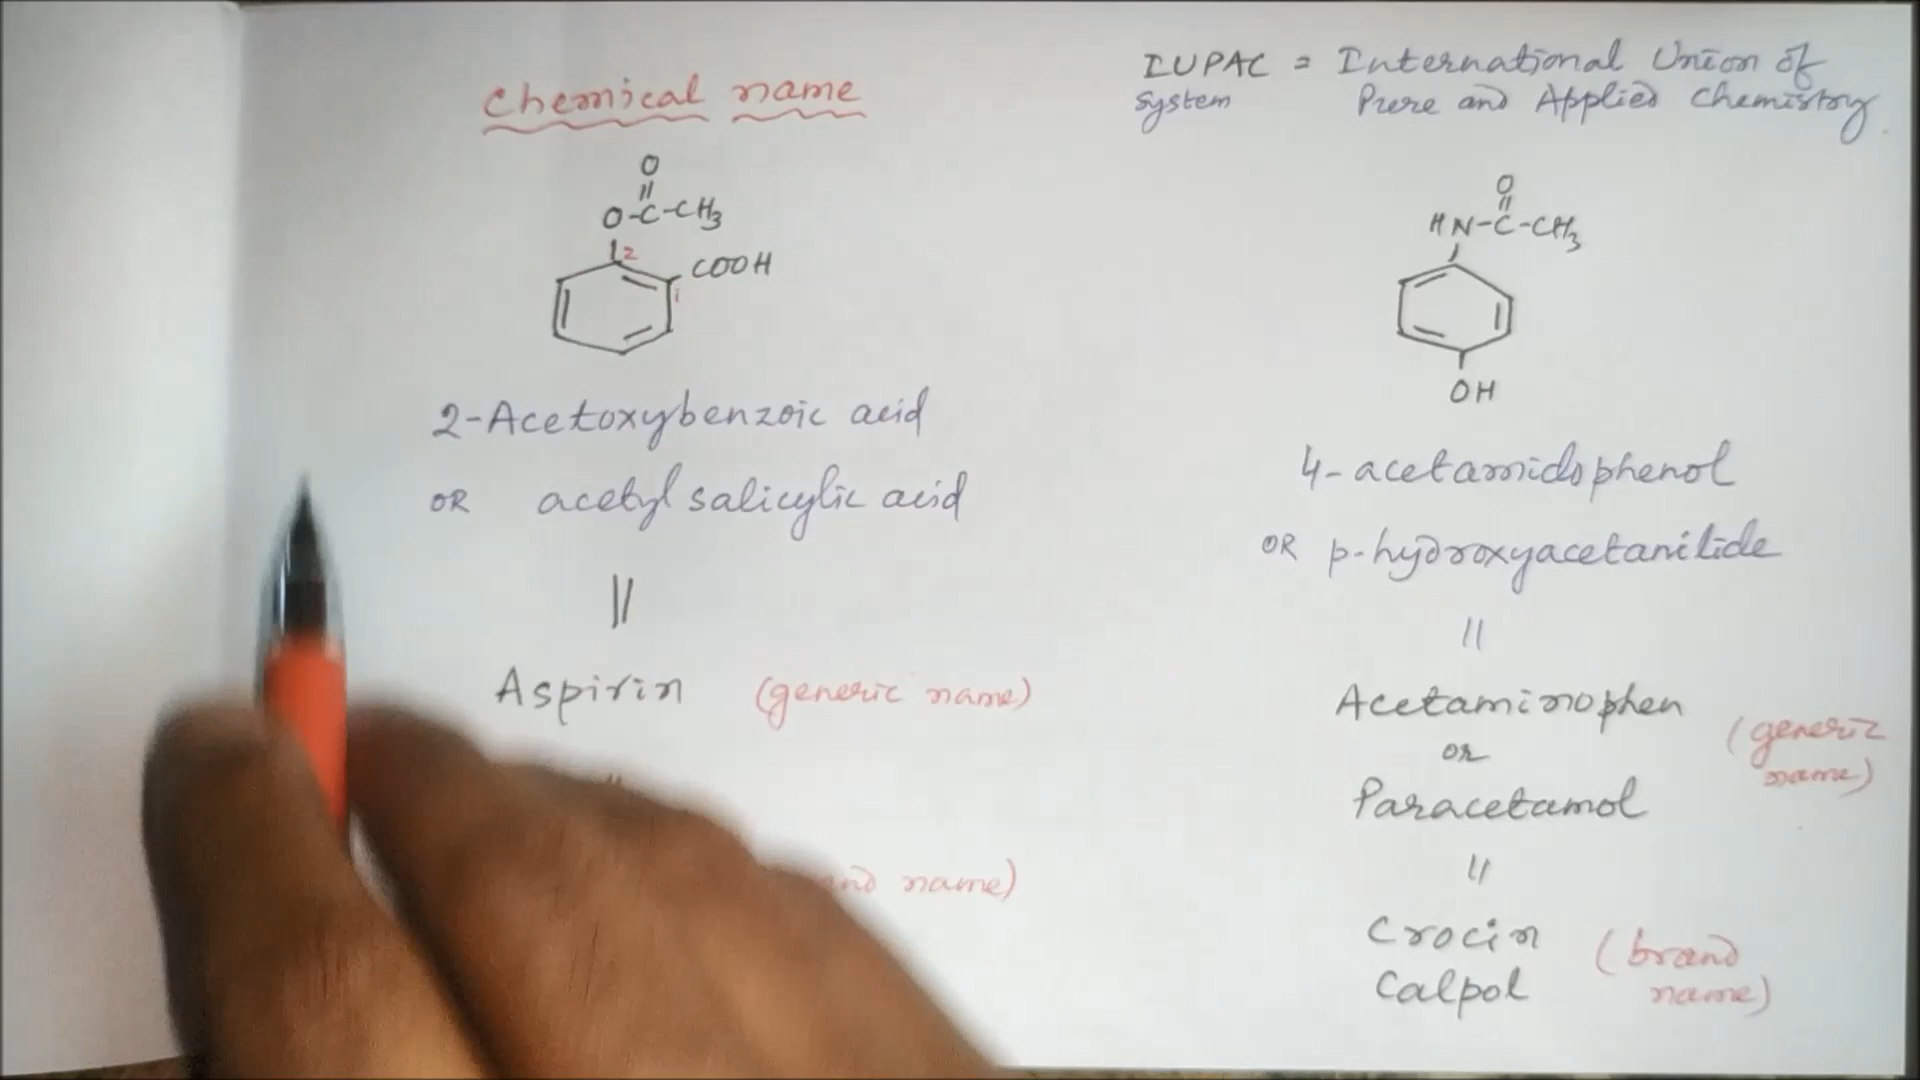 Chemical name
IUPAC = International Union of
System Pure and Applied Chemistry
O
||
O-C-CH3
2
COOH
1
2-Acetoxybenzoic acid
OR acetyl salicylic acid
||
Aspirin (generic name)
name)
O
||
HN-C-CH3
OH
4-acetamidophenol
OR p-hydroxyacetanilide
||
Acetaminophen
or
Paracetamol
(generic
name)
||
Crocin
Calpol
(brand
name)